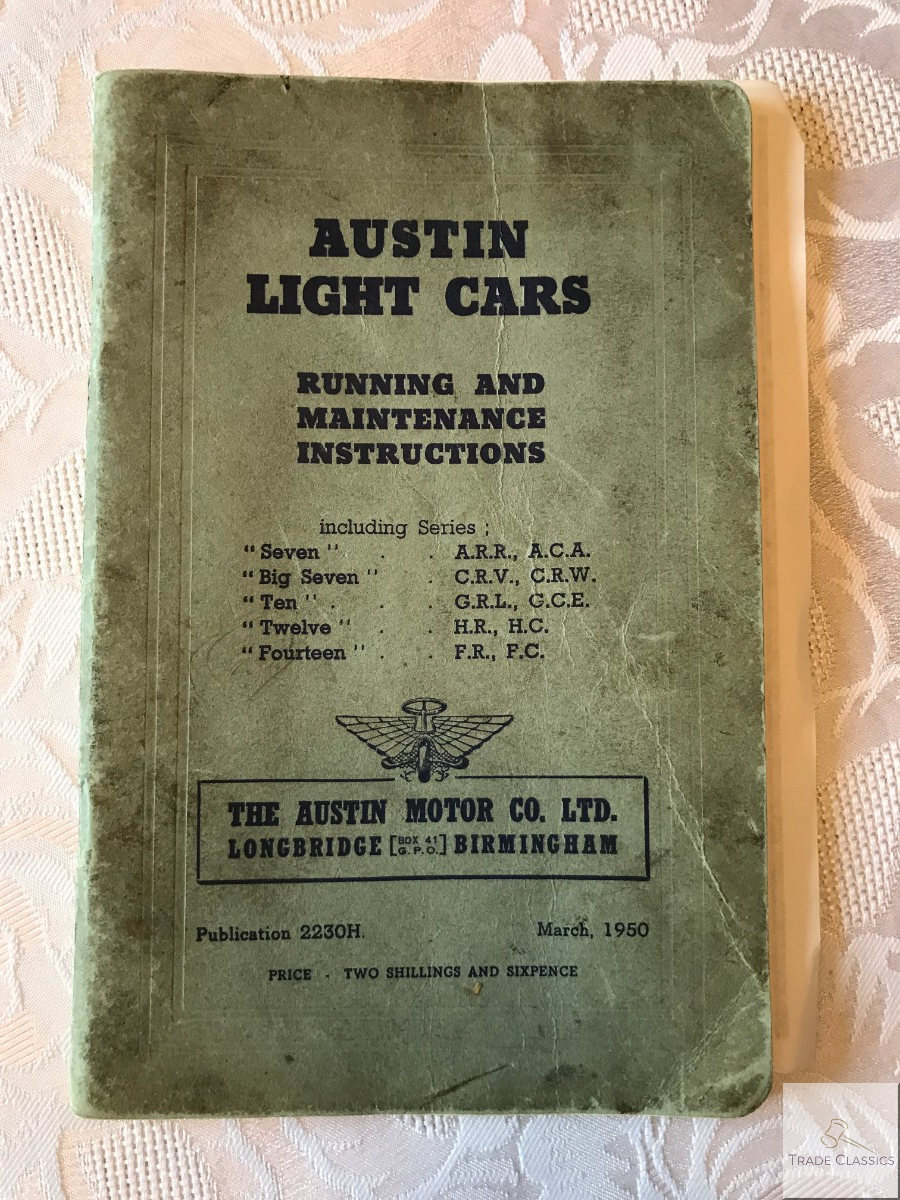 AUSTIN
LIGHT CARS
RUNNING AND
MAINTENANCE
INSTRUCTIONS
including Series ;
"Seven" . . A.R.R., A.C.A.
"Big Seven" . C.R.V., C.R.W.
"Ten" . . . G.R.L., G.C.E.
"Twelve" . . H.R., H.C.
"Fourteen" . . F.R., F.C.
THE AUSTIN MOTOR CO. LTD.
LONGBRIDGE [BOX 41 G.P.O.] BIRMINGHAM
Publication 2230H. March, 1950
PRICE - TWO SHILLINGS AND SIXPENCE
TRADE CLASSICS